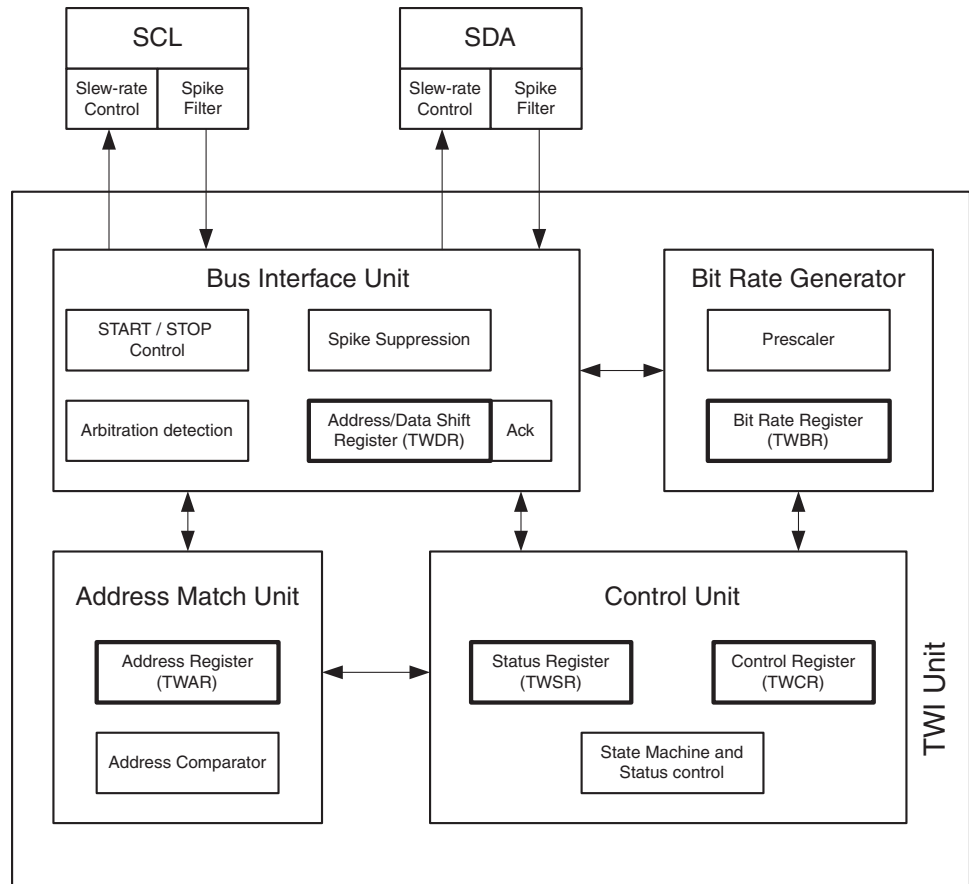 SCL
Slew-rate
Control
Spike
Filter
SDA
Slew-rate
Control
Spike
Filter
Bus Interface Unit
START / STOP
Control
Spike Suppression
Arbitration detection
Address/Data Shift
Register (TWDR)
Ack
Bit Rate Generator
Prescaler
Bit Rate Register
(TWBR)
Address Match Unit
Address Register
(TWAR)
Address Comparator
Control Unit
Status Register
(TWSR)
Control Register
(TWCR)
State Machine and
Status control
TWI Unit